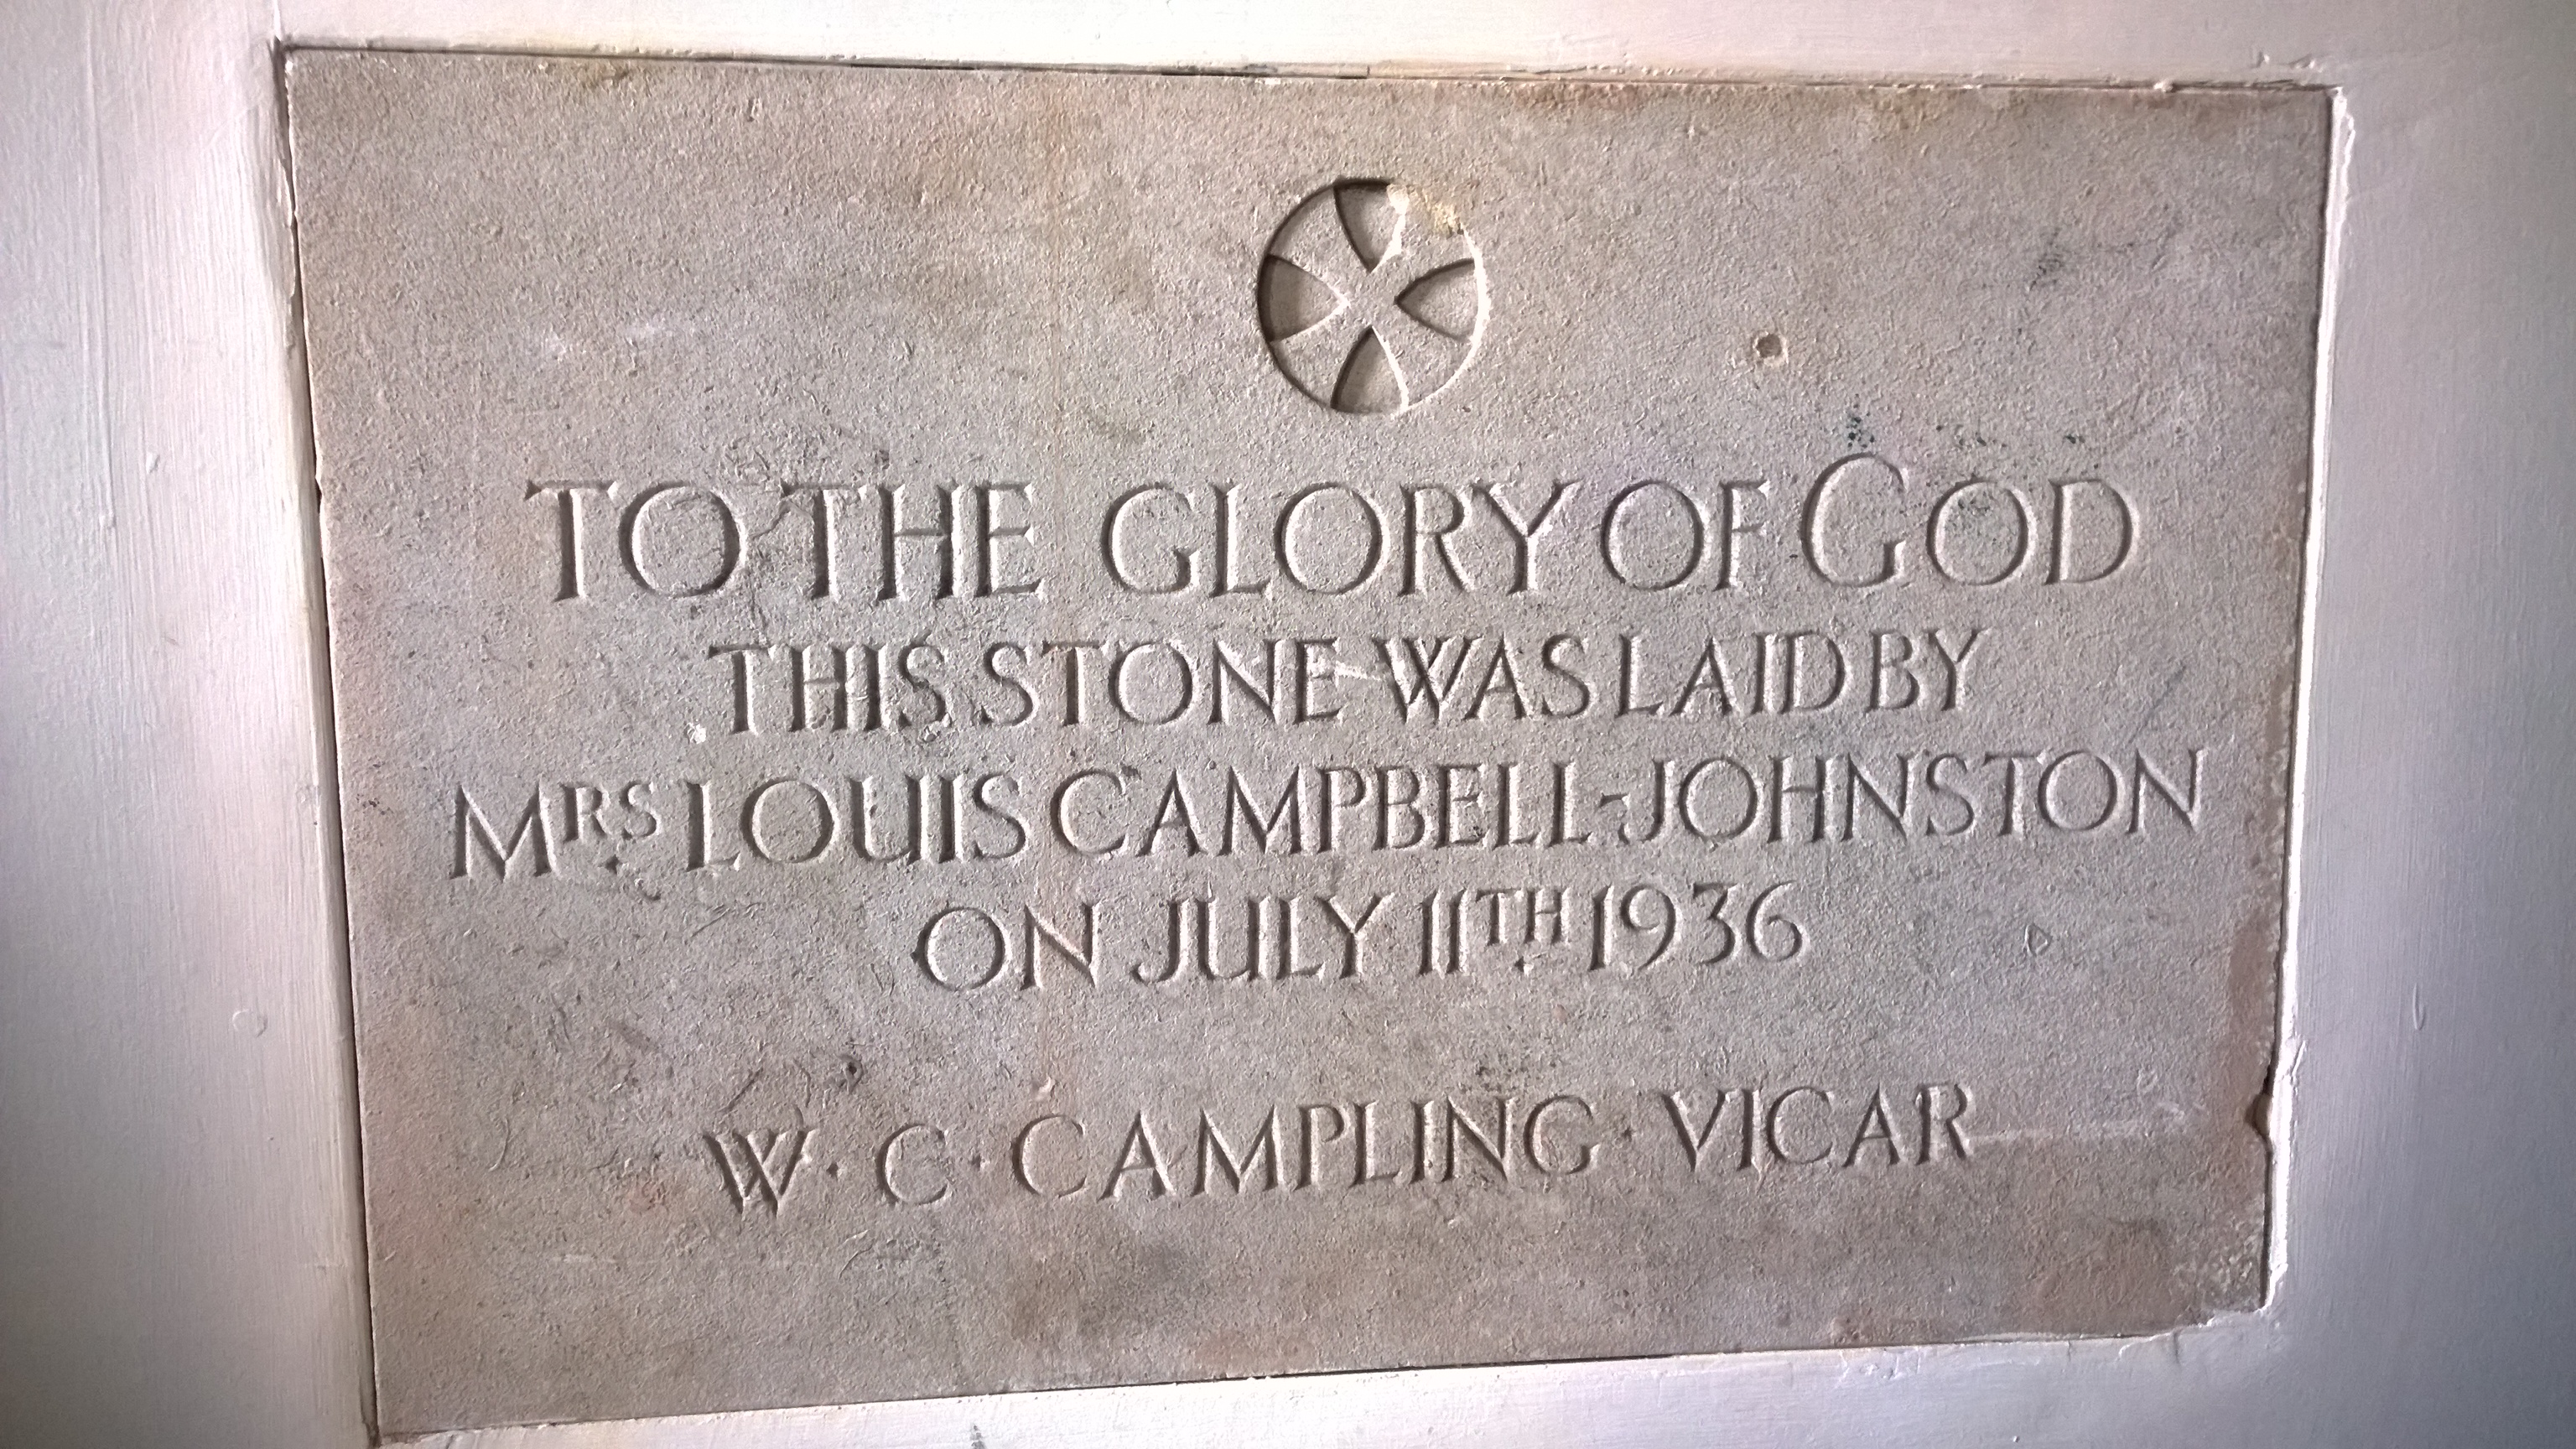 TO THE GLORY OF GOD
THIS STONE WAS LAID BY
MRS. LOUIS CAMPBELL-JOHNSTON
ON JULY 11TH. 1936
W · C · CAMPLING · VICAR